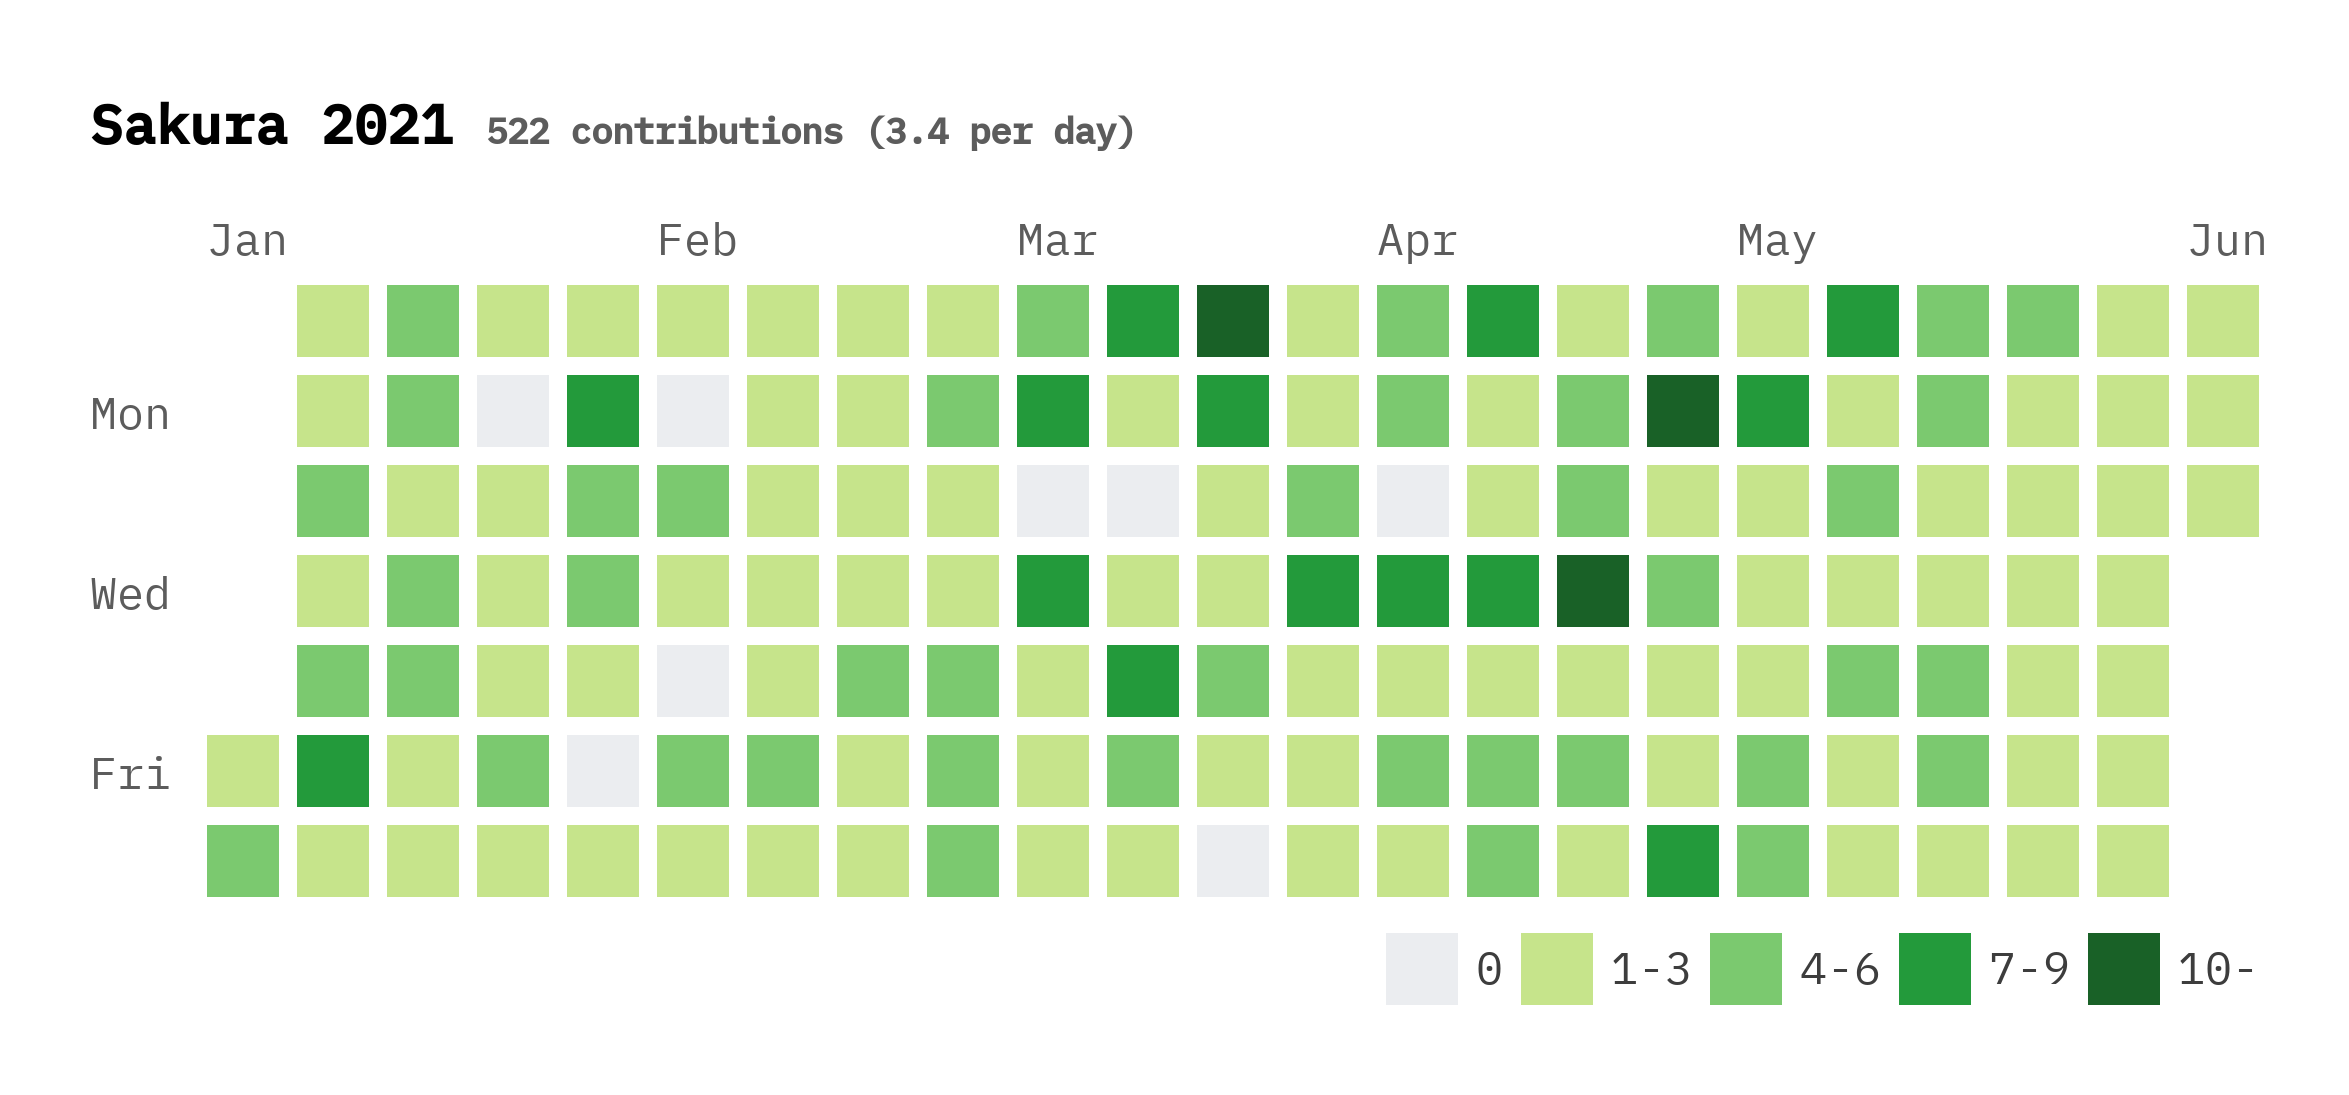 Sakura 2021 522 contributions (3.4 per day)
Jan Feb Mar Apr May Jun
Mon
Wed
Fri
0 1-3 4-6 7-9 10-